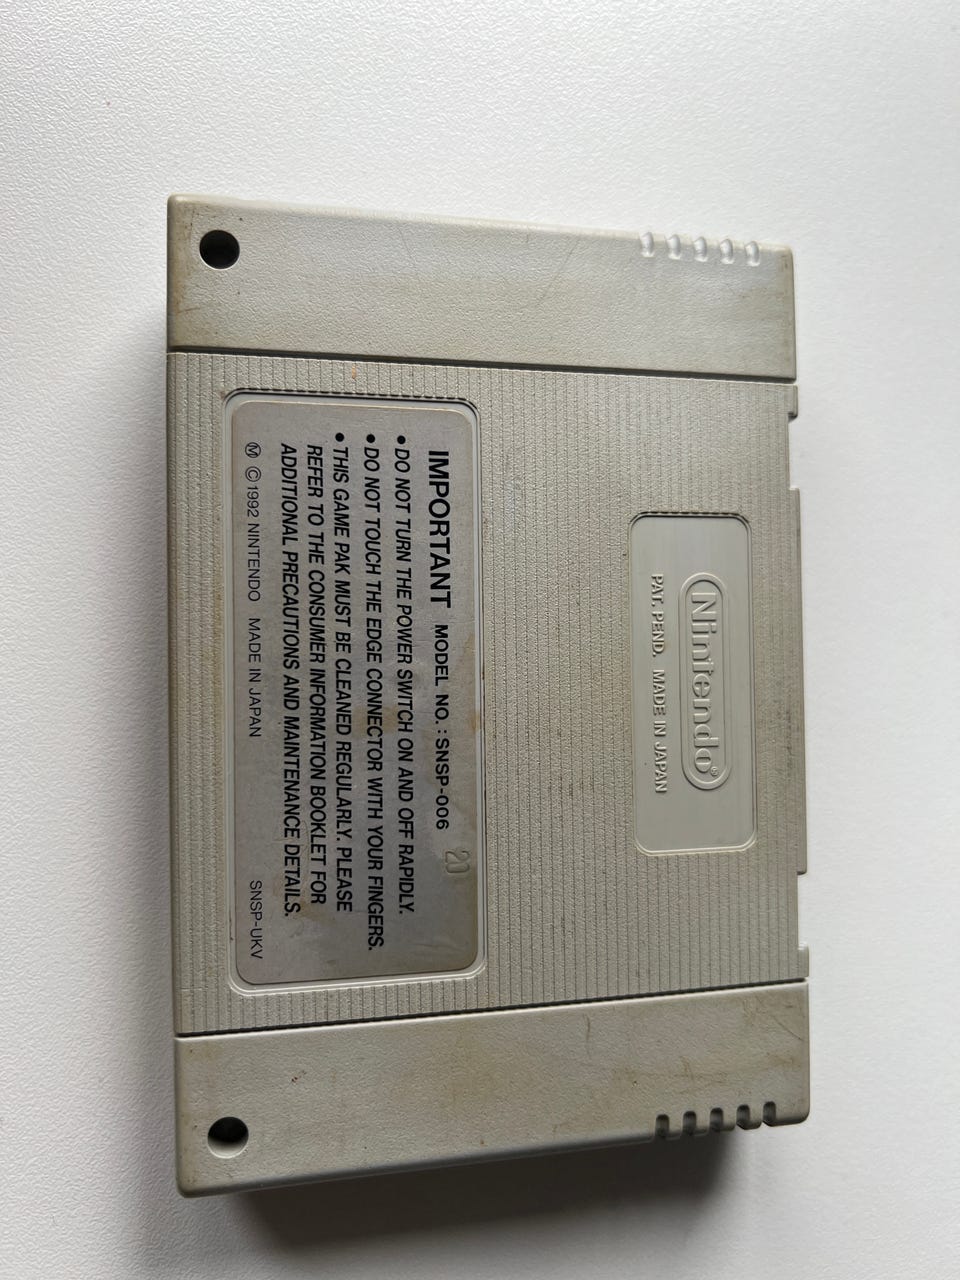 IMPORTANT MODEL NO.: SNSP-006
• DO NOT TURN THE POWER SWITCH ON AND OFF RAPIDLY.
• DO NOT TOUCH THE EDGE CONNECTOR WITH YOUR FINGERS.
• THIS GAME PAK MUST BE CLEANED REGULARLY. PLEASE
REFER TO THE CONSUMER INFORMATION BOOKLET FOR
ADDITIONAL PRECAUTIONS AND MAINTENANCE DETAILS.
Ⓜ © 1992 NINTENDO MADE IN JAPAN SNSP-UKV
20
Nintendo®
PAT. PEND. MADE IN JAPAN